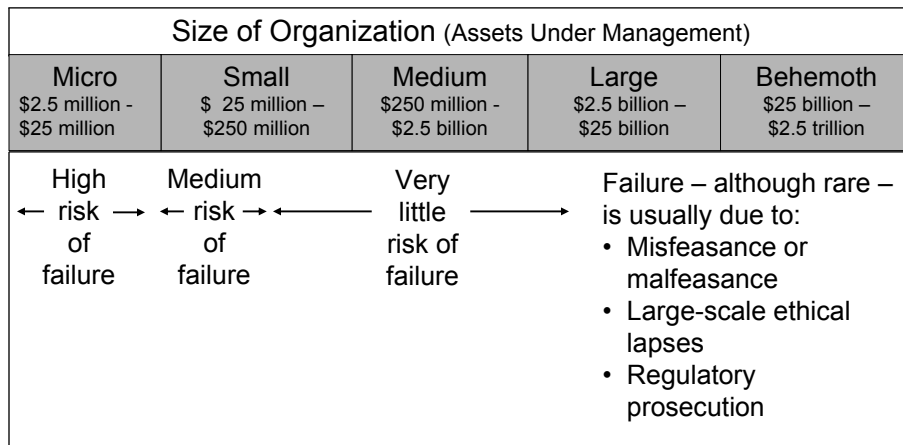 Size of Organization (Assets Under Management)
Micro
$2.5 million -
$25 million
Small
$ 25 million –
$250 million
Medium
$250 million -
$2.5 billion
Large
$2.5 billion –
$25 billion
Behemoth
$25 billion –
$2.5 trillion
High
risk
of
failure
Medium
risk
of
failure
Very
little
risk of
failure
Failure – although rare –
is usually due to:
• Misfeasance or
malfeasance
• Large-scale ethical
lapses
• Regulatory
prosecution